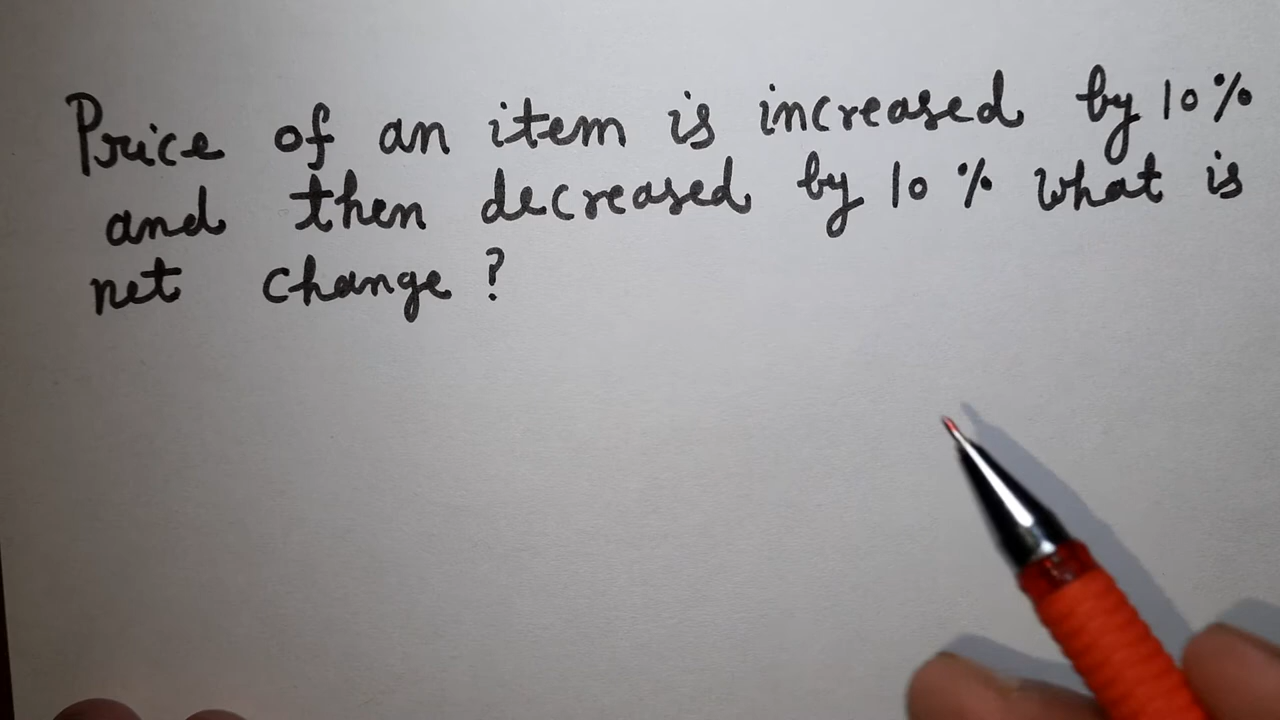 Price of an item is increased by 10%
and then decreased by 10% what is
net change?